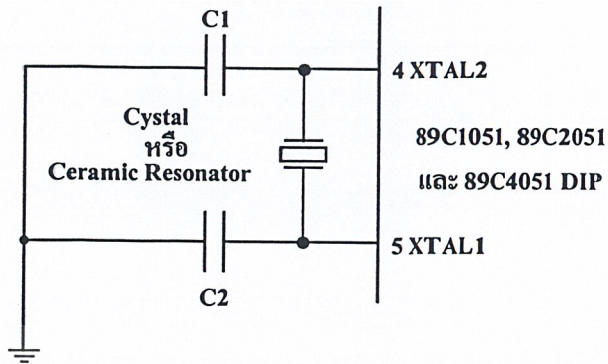 C1
4 XTAL2
Cystal
หรือ
Ceramic Resonator
89C1051, 89C2051
และ 89C4051 DIP
5 XTAL1
C2